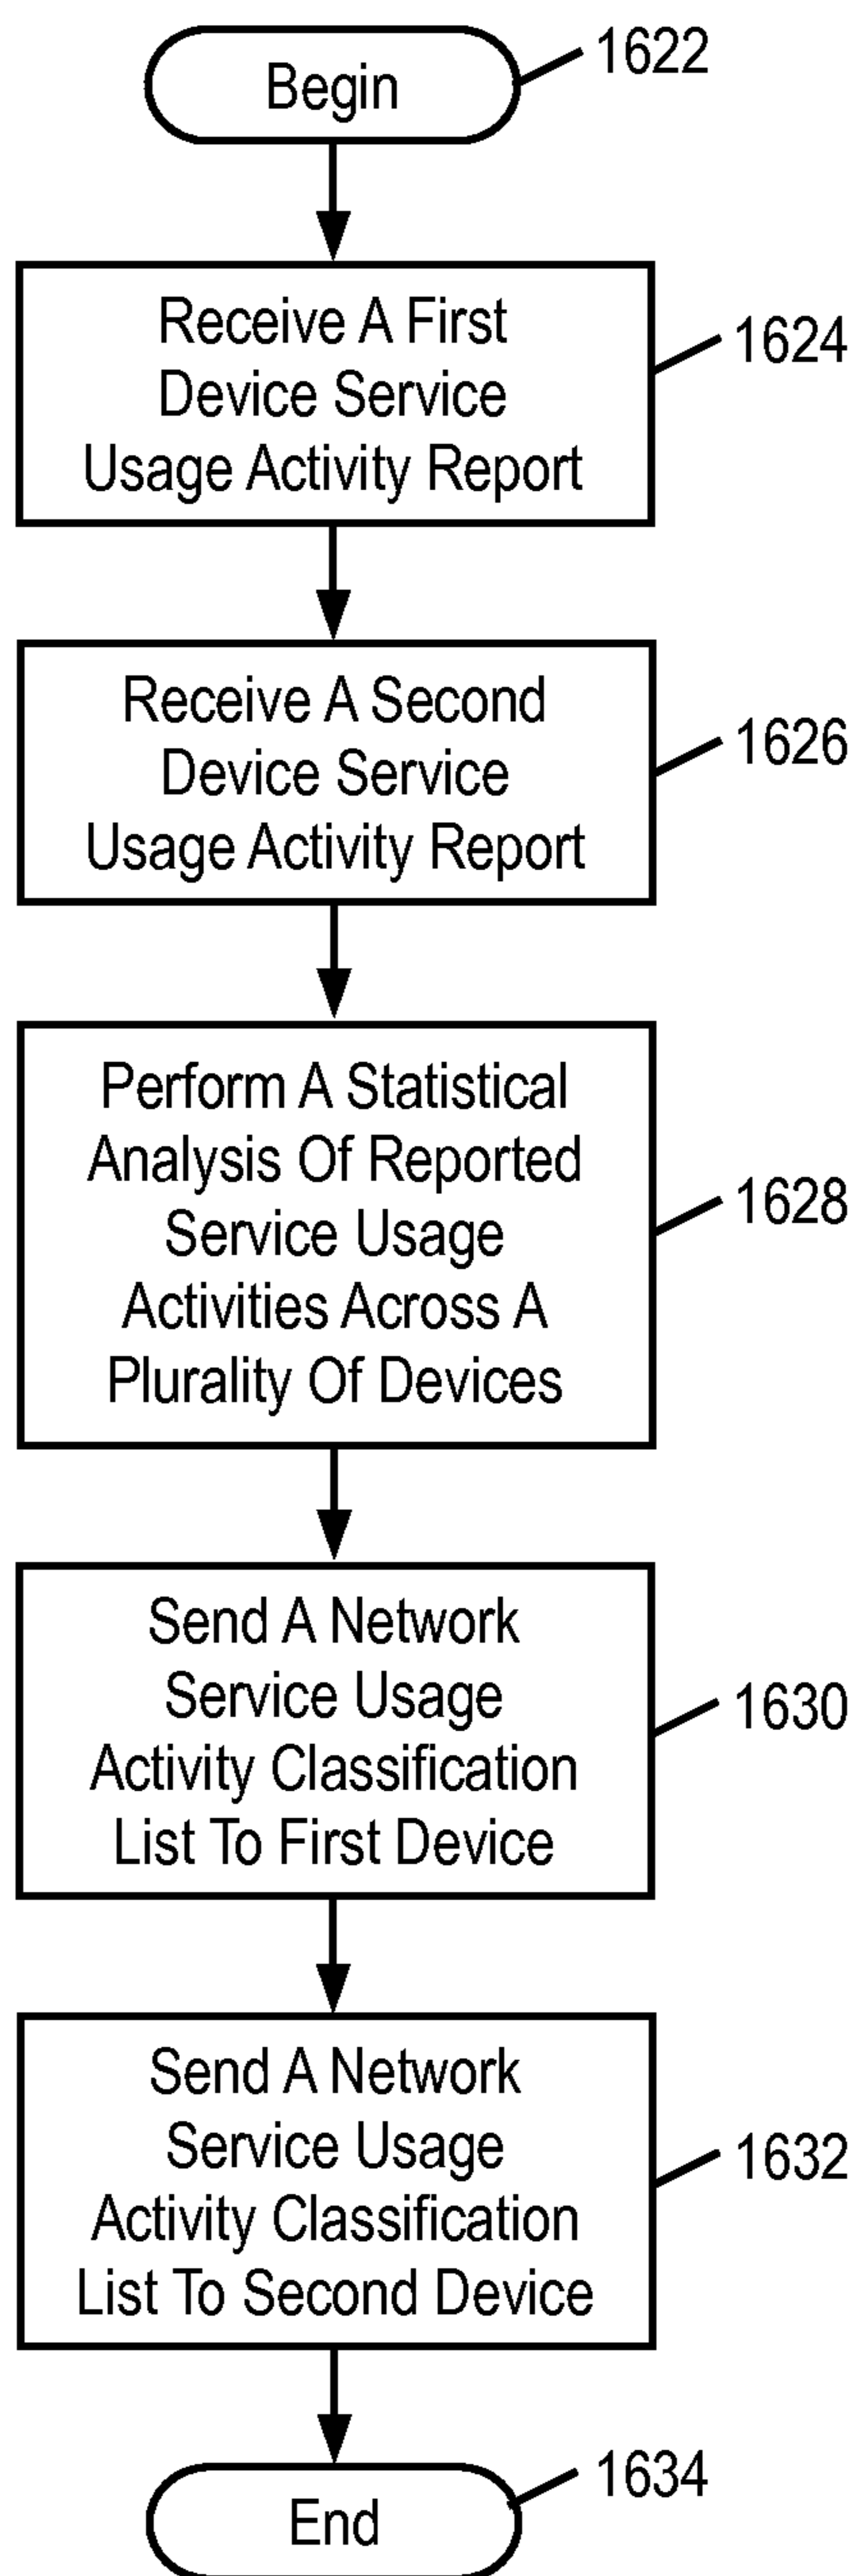 Begin
1622
Receive A First
Device Service
Usage Activity Report
1624
Receive A Second
Device Service
Usage Activity Report
1626
Perform A Statistical
Analysis Of Reported
Service Usage
Activities Across A
Plurality Of Devices
1628
Send A Network
Service Usage
Activity Classification
List To First Device
1630
Send A Network
Service Usage
Activity Classification
List To Second Device
1632
End
1634